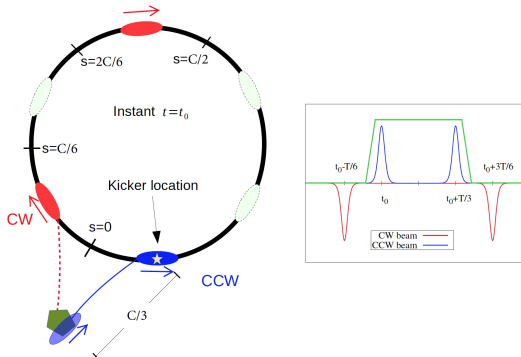 s=2C/6
s=C/2
Instant t=t₀
s=C/6
Kicker location
CW
s=0
CCW
C/3
t₀-T/6
t₀+3T/6
t₀
t₀+T/3
CW beam
CCW beam